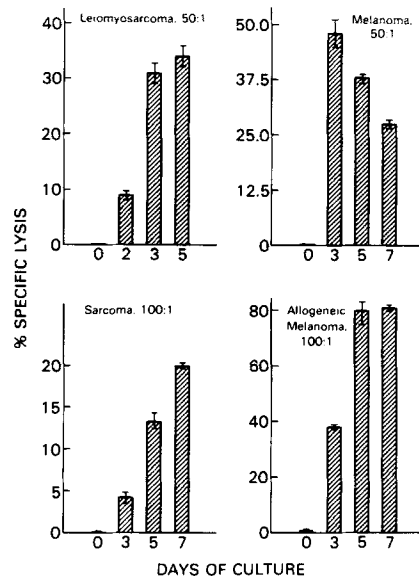 Leiomyosarcoma, 50:1
40
30
20
10
0
0 2 3 5
Melanoma,
50:1
50.0
37.5
25.0
12.5
0
0 3 5 7
% SPECIFIC LYSIS
Sarcoma, 100:1
20
15
10
5
0
0 3 5 7
Allogeneic
Melanoma,
100:1
80
60
40
20
0
0 3 5 7
DAYS OF CULTURE